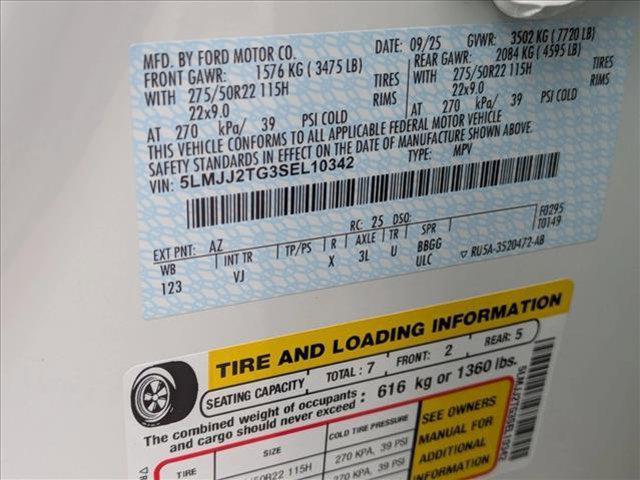 MFD. BY FORD MOTOR CO.
DATE: 09/25 GVWR: 3502 KG (7720 LB)
FRONT GAWR: 1576 KG (3475 LB)
REAR GAWR: 2084 KG (4595 LB)
WITH 275/50R22 115H TIRES
275/50R22 115H TIRES
22x9.0 RIMS
22x9.0 RIMS
AT 270 kPa/ 39 PSI COLD
AT 270 kPa/ 39 PSI COLD
THIS VEHICLE CONFORMS TO ALL APPLICABLE FEDERAL MOTOR VEHICLE
SAFETY STANDARDS IN EFFECT ON THE DATE OF MANUFACTURE SHOWN ABOVE.
VIN: 5LMJJ2TG3SEL10342 TYPE: MPV
F0295
T0149
EXT PNT: AZ RC: 25 DSO:
WB INT TR TP/PS R AXLE TR SPR
123 VJ X 3L U BBGG
ULC ▽ RU5A-3520472-AB
TIRE AND LOADING INFORMATION
SEATING CAPACITY TOTAL : 7 FRONT: 2 REAR: 5
The combined weight of occupants
and cargo should never exceed : 616 kg or 1360 lbs.
TIRE SIZE COLD TIRE PRESSURE
115H 270 KPA, 39 PSI
270 KPA, 39 PSI
SEE OWNERS
MANUAL FOR
ADDITIONAL
INFORMATION